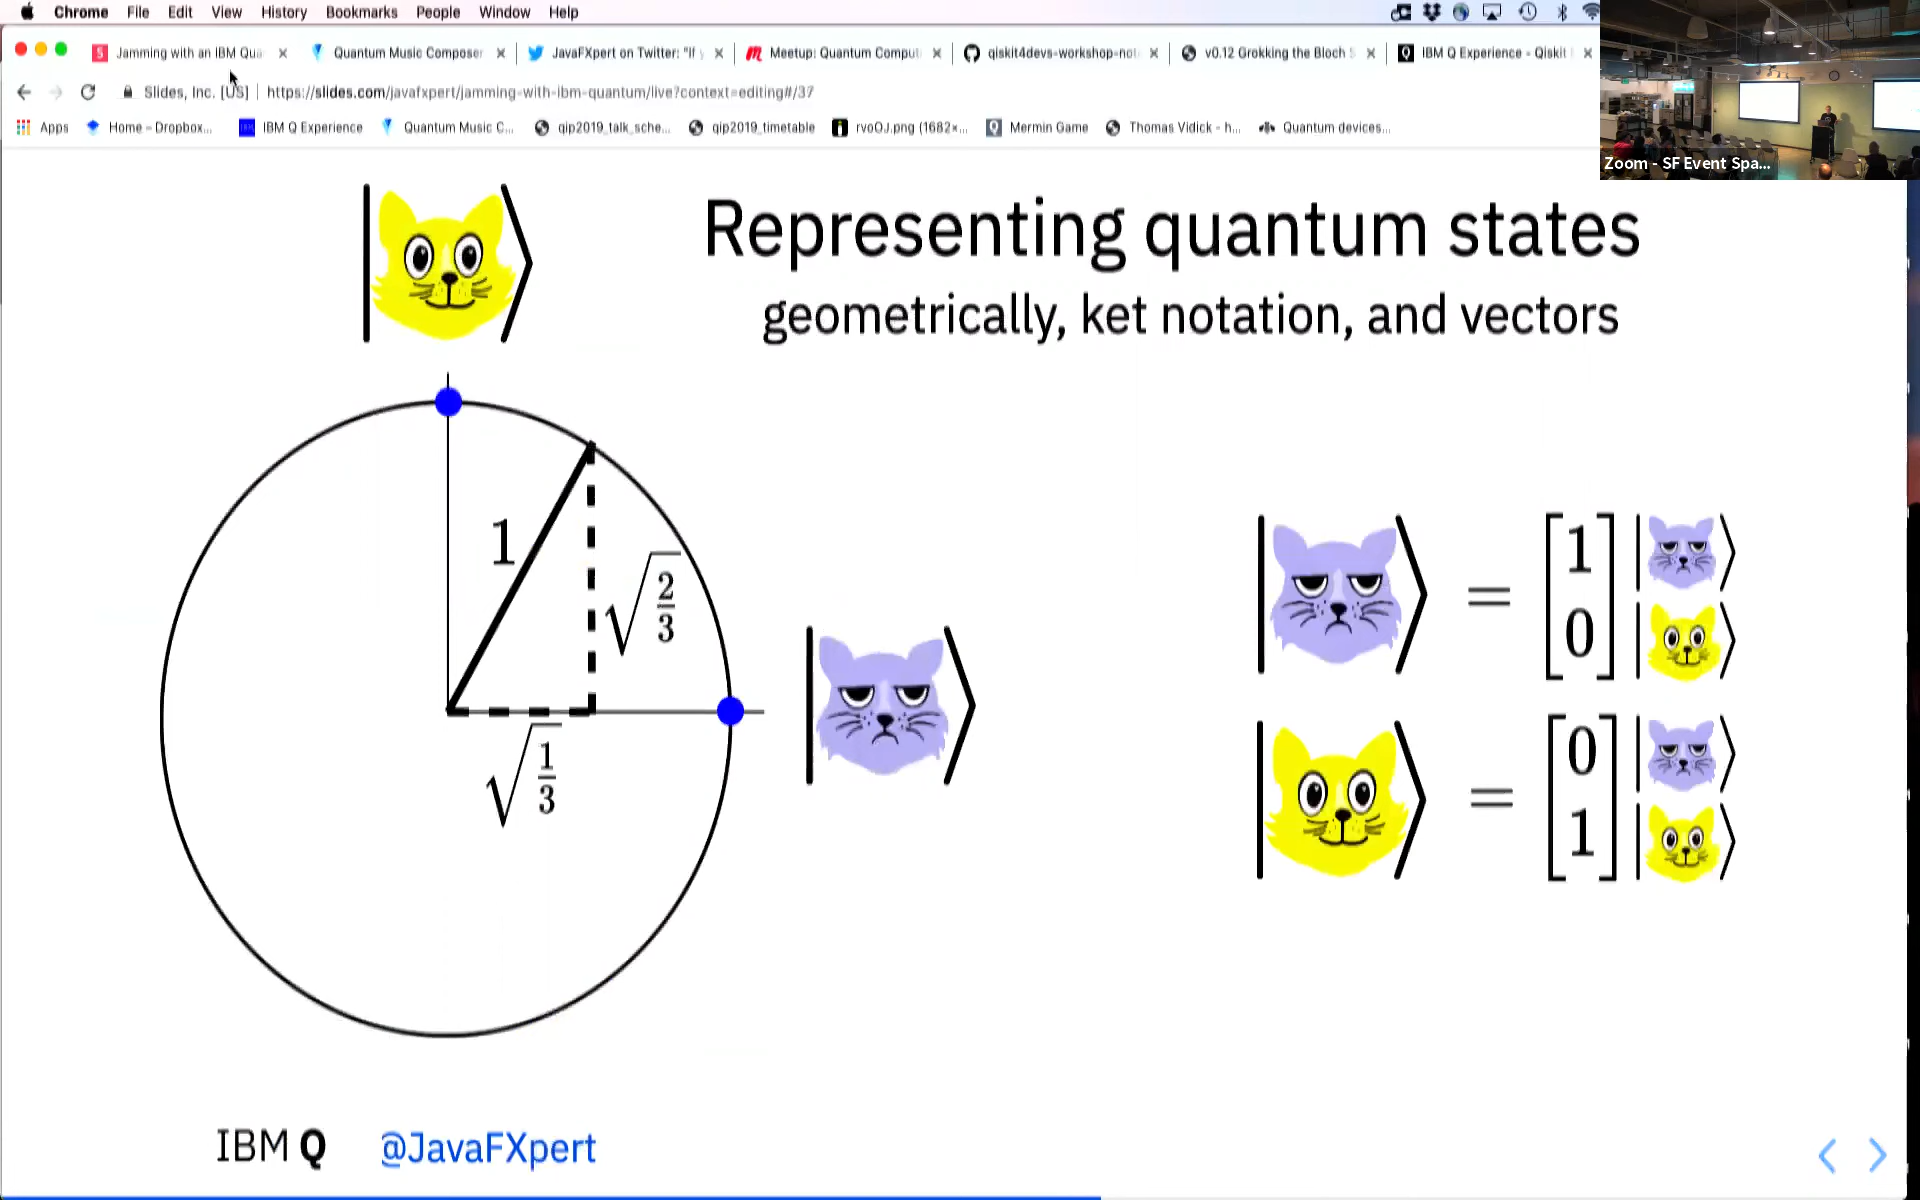 Chrome File Edit View History Bookmarks People Window Help
Jamming with an IBM Qua
Quantum Music Composer
JavaFXpert on Twitter: "If y
Meetup: Quantum Comput
qiskit4devs-workshop-not
v0.12 Grokking the Bloch S
IBM Q Experience - Qiskit
Slides, Inc. [US] https://slides.com/javafxpert/jamming-with-ibm-quantum/live?context=editing#/37
Apps Home – Dropbox... IBM Q Experience Quantum Music C... qip2019_talk_sche... qip2019_timetable rvoOJ.png (1682×... Mermin Game Thomas Vidick – h... Quantum devices...
Zoom - SF Event Spa...
Representing quantum states
geometrically, ket notation, and vectors
1
√2/3
√1/3
= [1 0]
= [0 1]
IBM Q @JavaFXpert